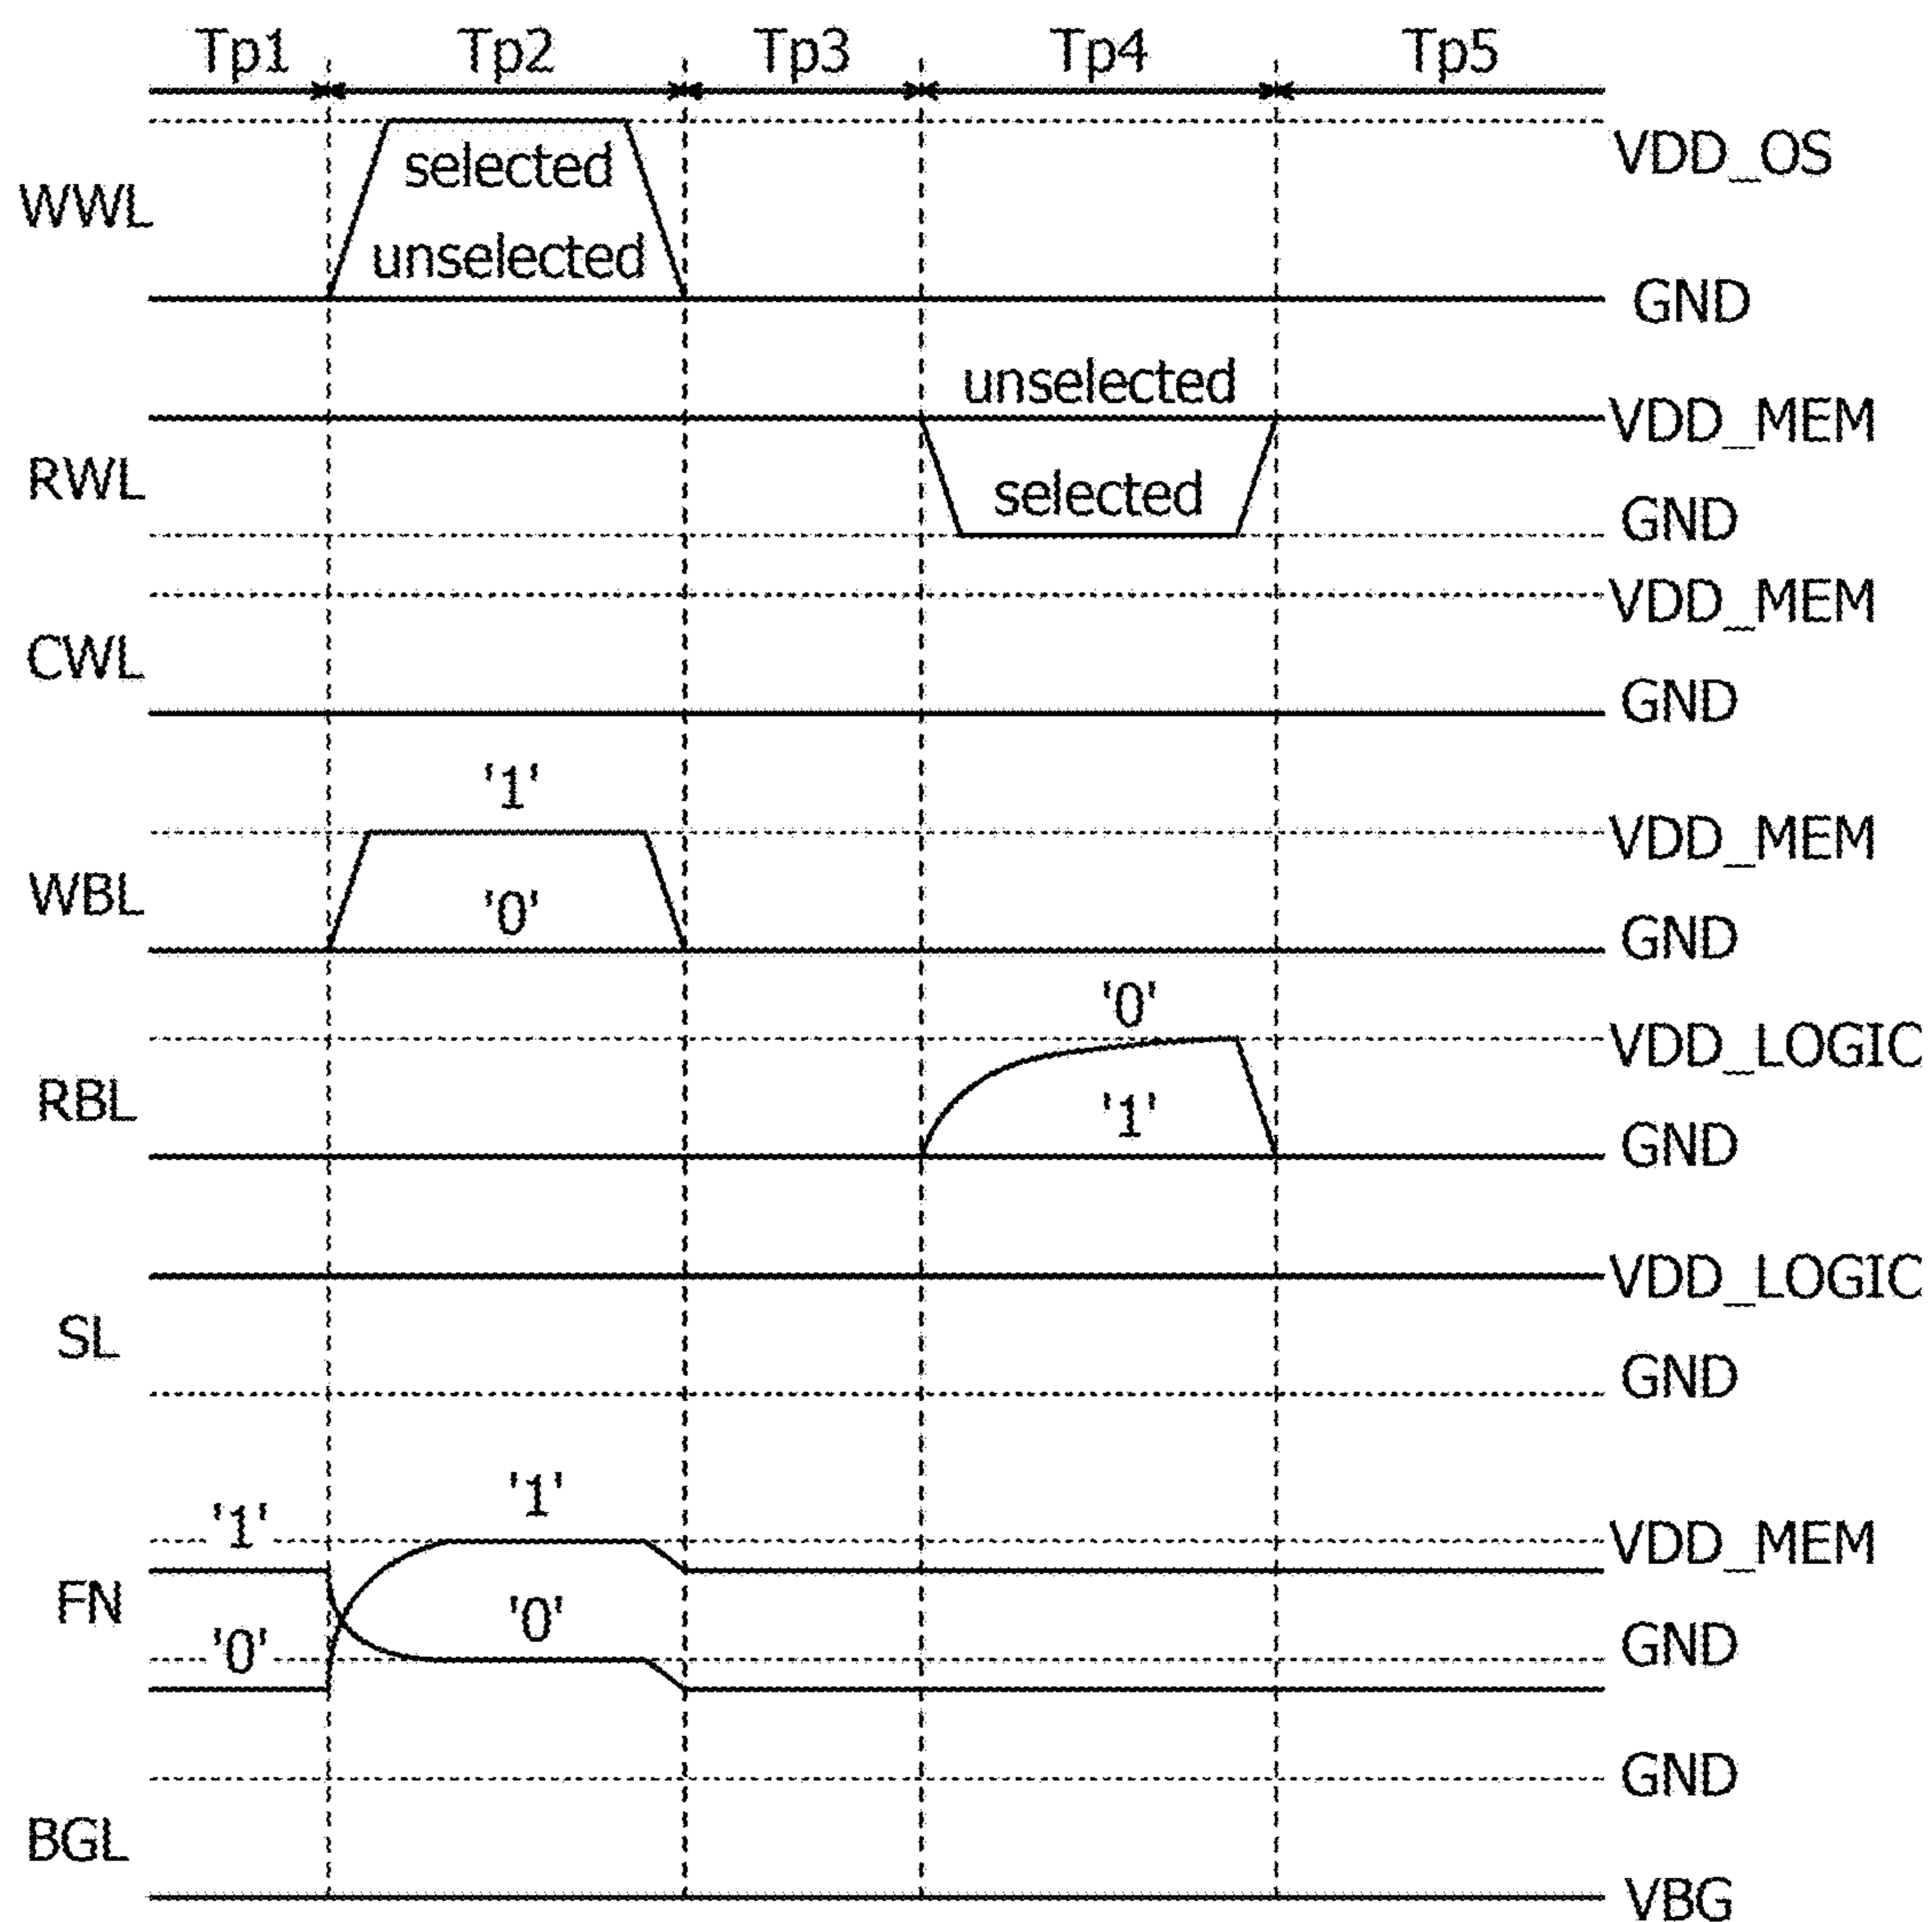 Tp1 Tp2 Tp3 Tp4 Tp5
selected VDD_OS
WWL
unselected
GND
unselected
VDD_MEM
RWL selected
GND
VDD_MEM
CWL
GND
'1'
VDD_MEM
WBL '0'
GND
'0'
VDD_LOGIC
RBL '1'
GND
VDD_LOGIC
SL
GND
'1' '1'
VDD_MEM
FN '0'
'0' GND
GND
BGL
VBG